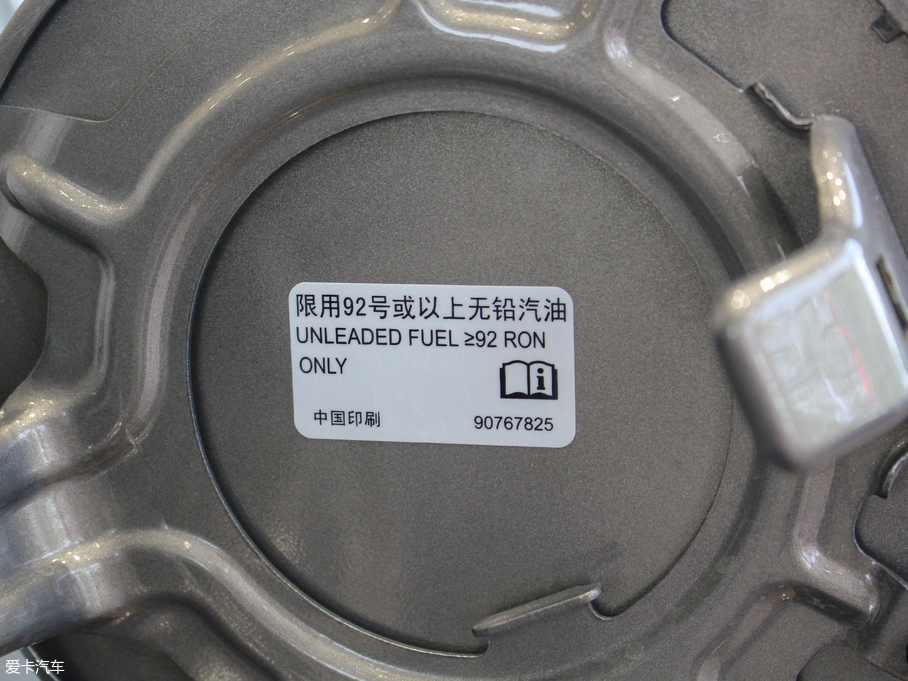 限用92号或以上无铅汽油
UNLEADED FUEL ≥92 RON
ONLY
中国印刷 90767825
爱卡汽车